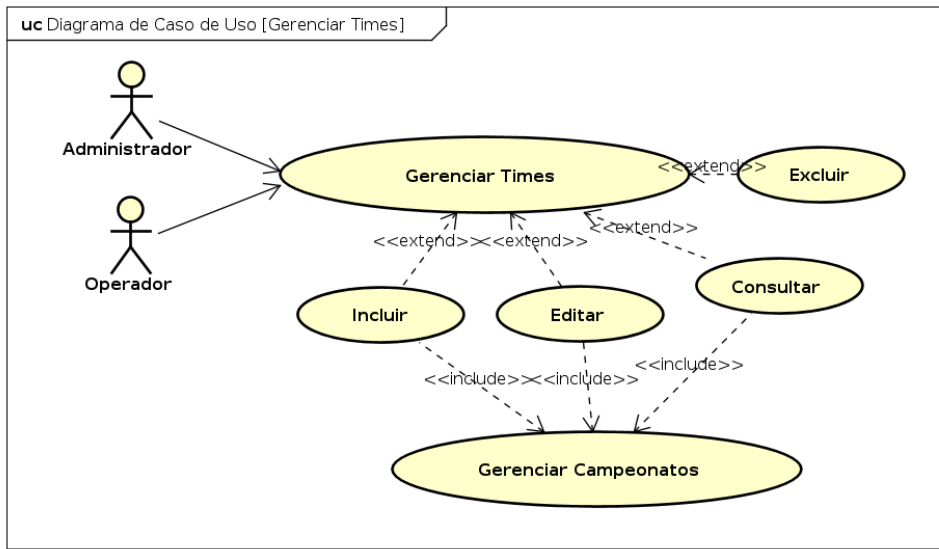 uc Diagrama de Caso de Uso [Gerenciar Times]
Administrador
Operador
Gerenciar Times
<<extend>>
Excluir
<<extend>>
<<extend>>
<<extend>>
Incluir
Editar
Consultar
<<include>>
<<include>>
<<include>>
Gerenciar Campeonatos